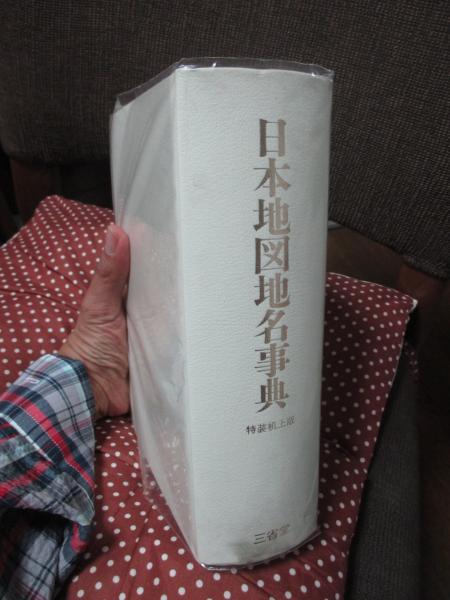 日本地図地名事典
特装机上版
三省堂